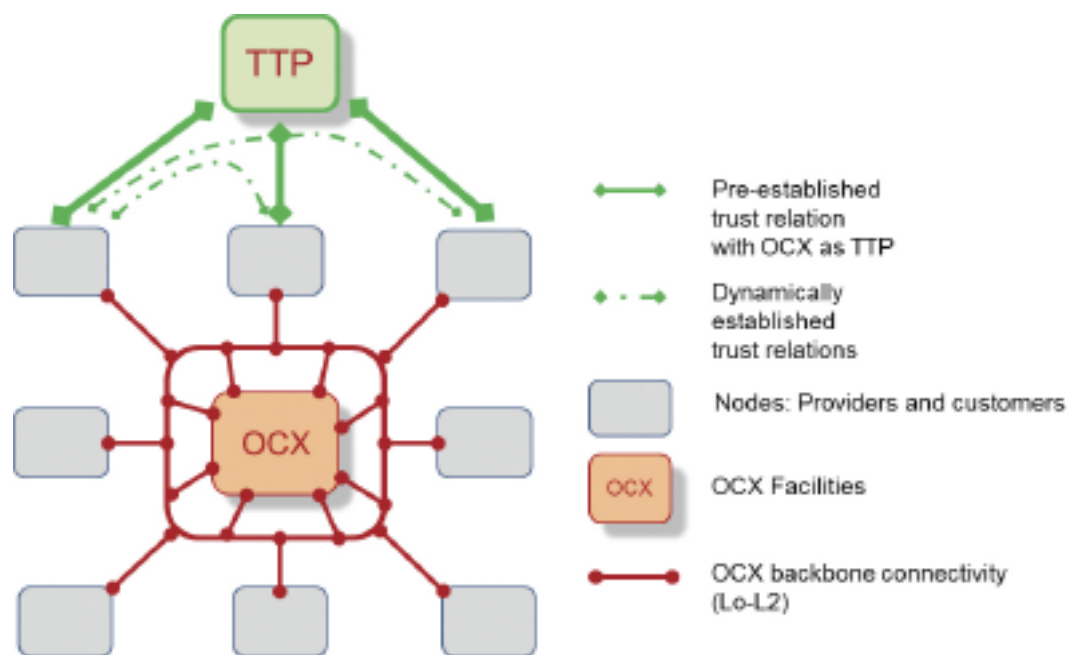 TTP
Pre-established
trust relation
with OCX as TTP
Dynamically
established
trust relations
Nodes: Providers and customers
OCX
OCX
OCX Facilities
OCX backbone connectivity
(Lo-L2)